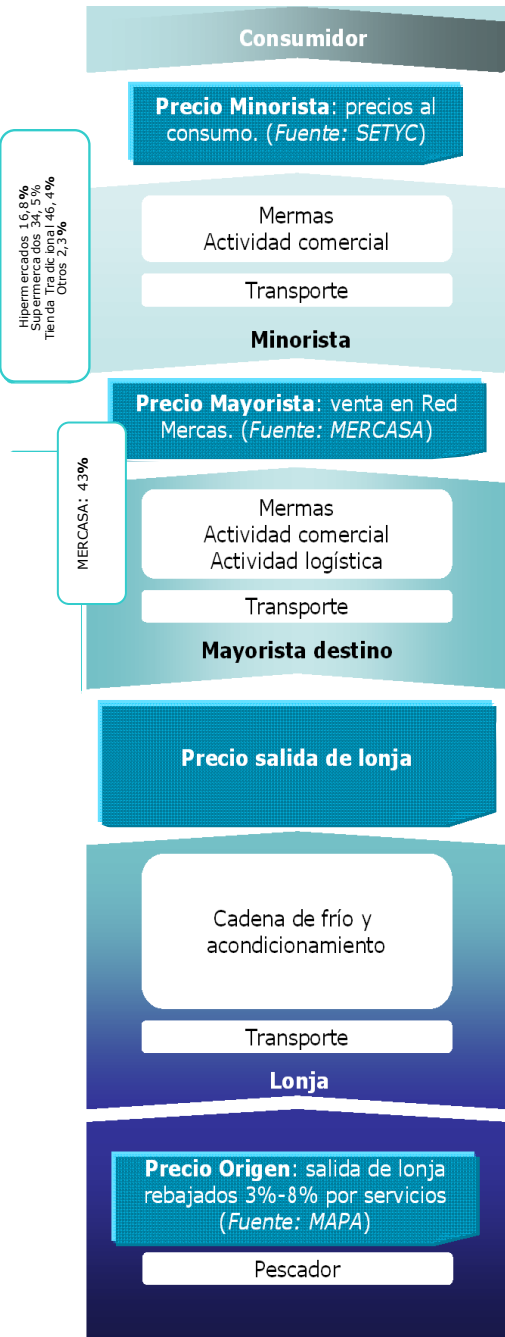 Consumidor
Precio Minorista: precios al
consumo. (Fuente: SETYC)
Hipermercados 16,8%
Supermercados 34,5%
Tienda Tradicional 46,4%
Otros 2,3%
Mermas
Actividad comercial
Transporte
Minorista
Precio Mayorista: venta en Red
Mercas. (Fuente: MERCASA)
MERCASA: 43%
Mermas
Actividad comercial
Actividad logística
Transporte
Mayorista destino
Precio salida de lonja
Cadena de frío y
acondicionamiento
Transporte
Lonja
Precio Origen: salida de lonja
rebajados 3%-8% por servicios
(Fuente: MAPA)
Pescador